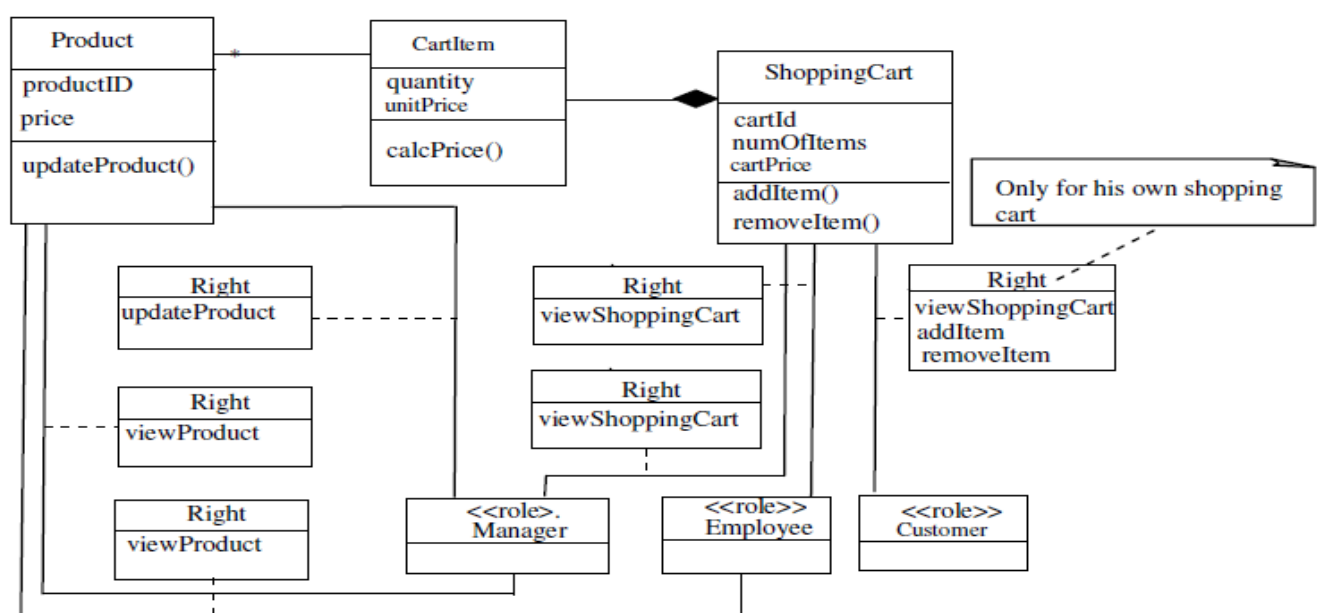 Product
productID
price
updateProduct()
*
CartItem
quantity
unitPrice
calcPrice()
ShoppingCart
cartId
numOfItems
cartPrice
addItem()
removeItem()
Only for his own shopping
cart
Right
updateProduct
Right
viewShoppingCart
Right
viewShoppingCart
addItem
removeItem
Right
viewProduct
Right
viewShoppingCart
Right
viewProduct
<<role>.
Manager
<<role>>
Employee
<<role>>
Customer